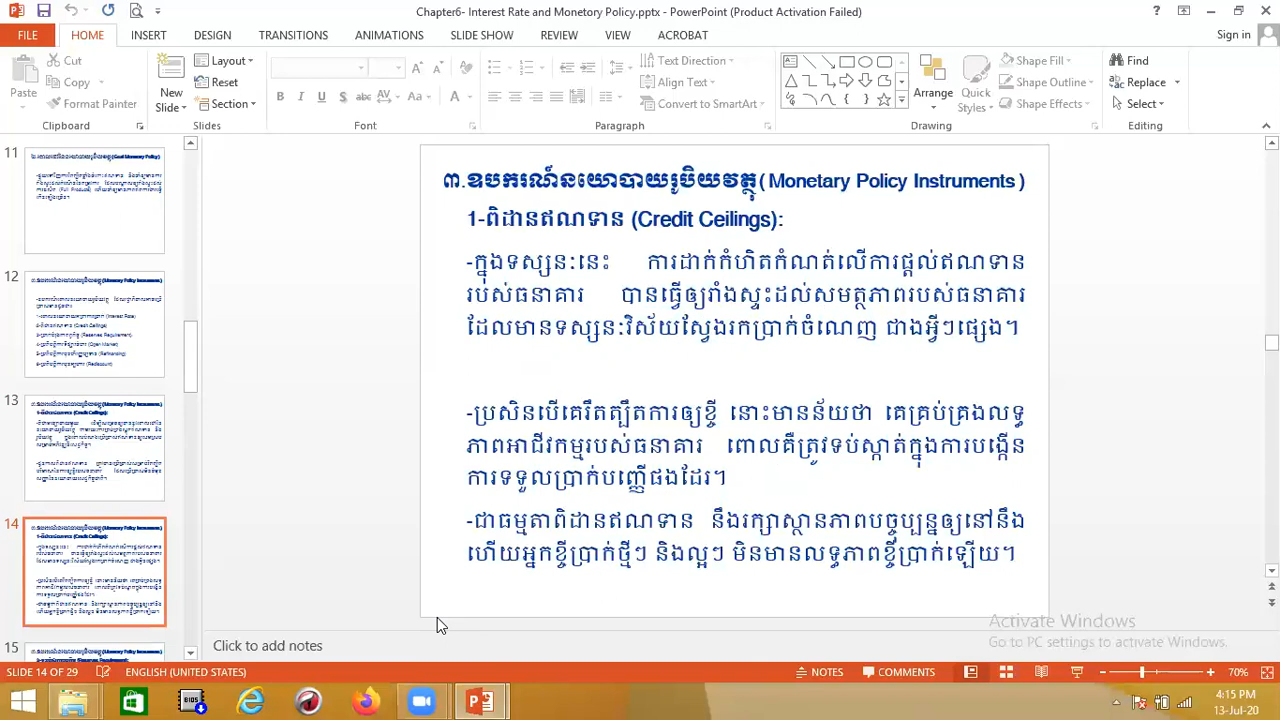 Chapter6- Interest Rate and Monetory Policy.pptx - PowerPoint (Product Activation Failed)
FILE HOME INSERT DESIGN TRANSITIONS ANIMATIONS SLIDE SHOW REVIEW VIEW ACROBAT Sign in
Paste Cut Copy Format Painter
Clipboard
New Slide Layout Reset Section
Slides
Font
Text Direction Align Text Convert to SmartArt
Paragraph
Arrange Quick Styles Shape Fill Shape Outline Shape Effects
Drawing
Find Replace Select
Editing
11
12
13
14
15
៣.ឧបករណ៍នយោបាយរូបិយវត្ថុ(Monetary Policy Instruments )
1-ពិដានឥណទាន (Credit Ceilings):
-ក្នុងទស្សនៈនេះ ការដាក់កំហិតកំណត់លើការផ្តល់ឥណទាន
របស់ធនាគារ បានធ្វើឲ្យរាំងស្ទះដល់សមត្ថភាពរបស់ធនាគារ
ដែលមានទស្សនៈវិស័យស្វែងរកប្រាក់ចំណេញ ជាងអ្វីៗផ្សេង។
-ប្រសិនបើគេរឹតត្បឹតការឲ្យខ្ចី នោះមានន័យថា គេគ្រប់គ្រងលទ្ធ
ភាពអាជីវកម្មរបស់ធនាគារ ពោលគឺត្រូវទប់ស្កាត់ក្នុងការបង្កើន
ការទទួលប្រាក់បញ្ញើផងដែរ។
-ជាធម្មតាពិដានឥណទាន នឹងរក្សាស្ថានភាពបច្ចុប្បន្នឲ្យនៅនឹង
ហើយអ្នកខ្ចីប្រាក់ថ្មីៗ និងល្អៗ មិនមានលទ្ធភាពខ្ចីប្រាក់ឡើយ។
Activate Windows
Go to PC settings to activate Windows.
Click to add notes
SLIDE 14 OF 29 ENGLISH (UNITED STATES) NOTES COMMENTS 70%
BIOS
4:15 PM
13-Jul-20